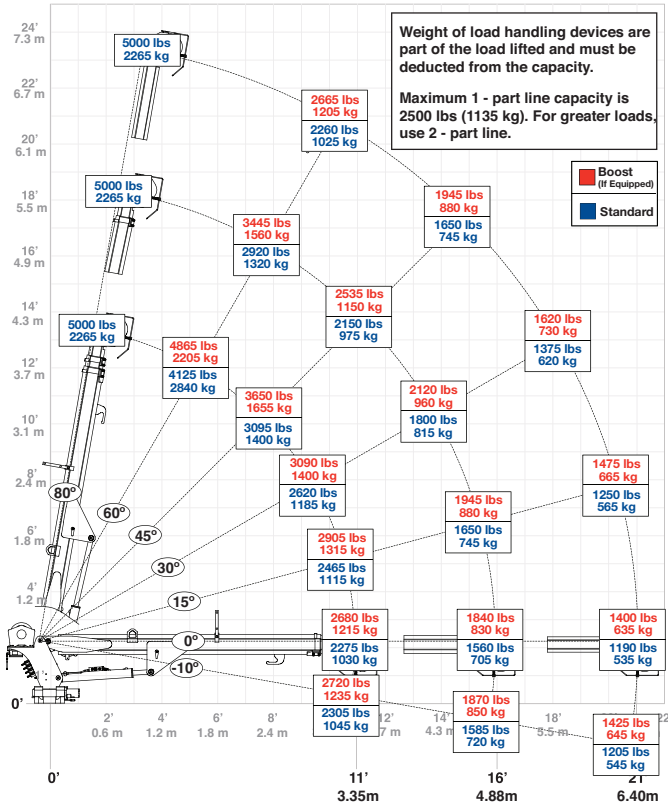 24’
7.3 m
22’
6.7 m
20’
6.1 m
18’
5.5 m
16’
4.9 m
14’
4.3 m
12’
3.7 m
10’
3.1 m
8’
2.4 m
6’
1.8 m
4’
1.2 m
0’
Weight of load handling devices are
part of the load lifted and must be
deducted from the capacity.
Maximum 1 - part line capacity is
2500 lbs (1135 kg). For greater loads,
use 2 - part line.
Boost
(If Equipped)
Standard
5000 lbs
2265 kg
2665 lbs
1205 kg
2260 lbs
1025 kg
5000 lbs
2265 kg
1945 lbs
880 kg
1650 lbs
745 kg
3445 lbs
1560 kg
2920 lbs
1320 kg
2535 lbs
1150 kg
2150 lbs
975 kg
5000 lbs
2265 kg
1620 lbs
730 kg
1375 lbs
620 kg
4865 lbs
2205 kg
4125 lbs
2840 kg
3650 lbs
1655 kg
3095 lbs
1400 kg
2120 lbs
960 kg
1800 lbs
815 kg
3090 lbs
1400 kg
2620 lbs
1185 kg
1475 lbs
665 kg
1250 lbs
565 kg
1945 lbs
880 kg
1650 lbs
745 kg
2905 lbs
1315 kg
2465 lbs
1115 kg
80º
60º
45º
30º
15º
0º
-10º
2680 lbs
1215 kg
2275 lbs
1030 kg
1840 lbs
830 kg
1560 lbs
705 kg
1400 lbs
635 kg
1190 lbs
535 kg
2720 lbs
1235 kg
2305 lbs
1045 kg
1870 lbs
850 kg
1585 lbs
720 kg
1425 lbs
645 kg
1205 lbs
545 kg
2’ 4’ 6’ 8’ 12’ 14’ 18’
0.6 m 1.2 m 1.8 m 2.4 m 4.3 m 5.5 m
0’ 11’ 16’ 21’
3.35m 4.88m 6.40m